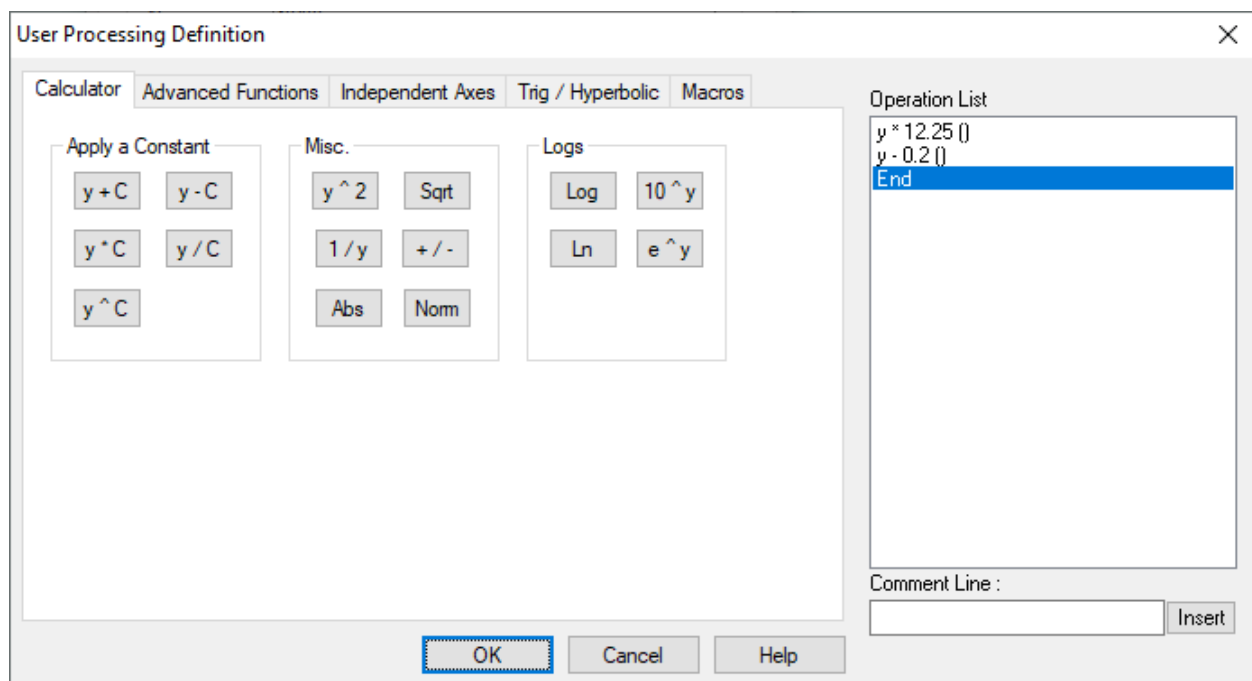 User Processing Definition
Calculator
Advanced Functions
Independent Axes
Trig / Hyperbolic
Macros
Apply a Constant
y + C
y - C
y * C
y / C
y ^ C
Misc.
y ^ 2
Sqrt
1 / y
+ / -
Abs
Norm
Logs
Log
10 ^ y
Ln
e ^ y
Operation List
y * 12.25 ()
y - 0.2 ()
End
Comment Line :
Insert
OK
Cancel
Help